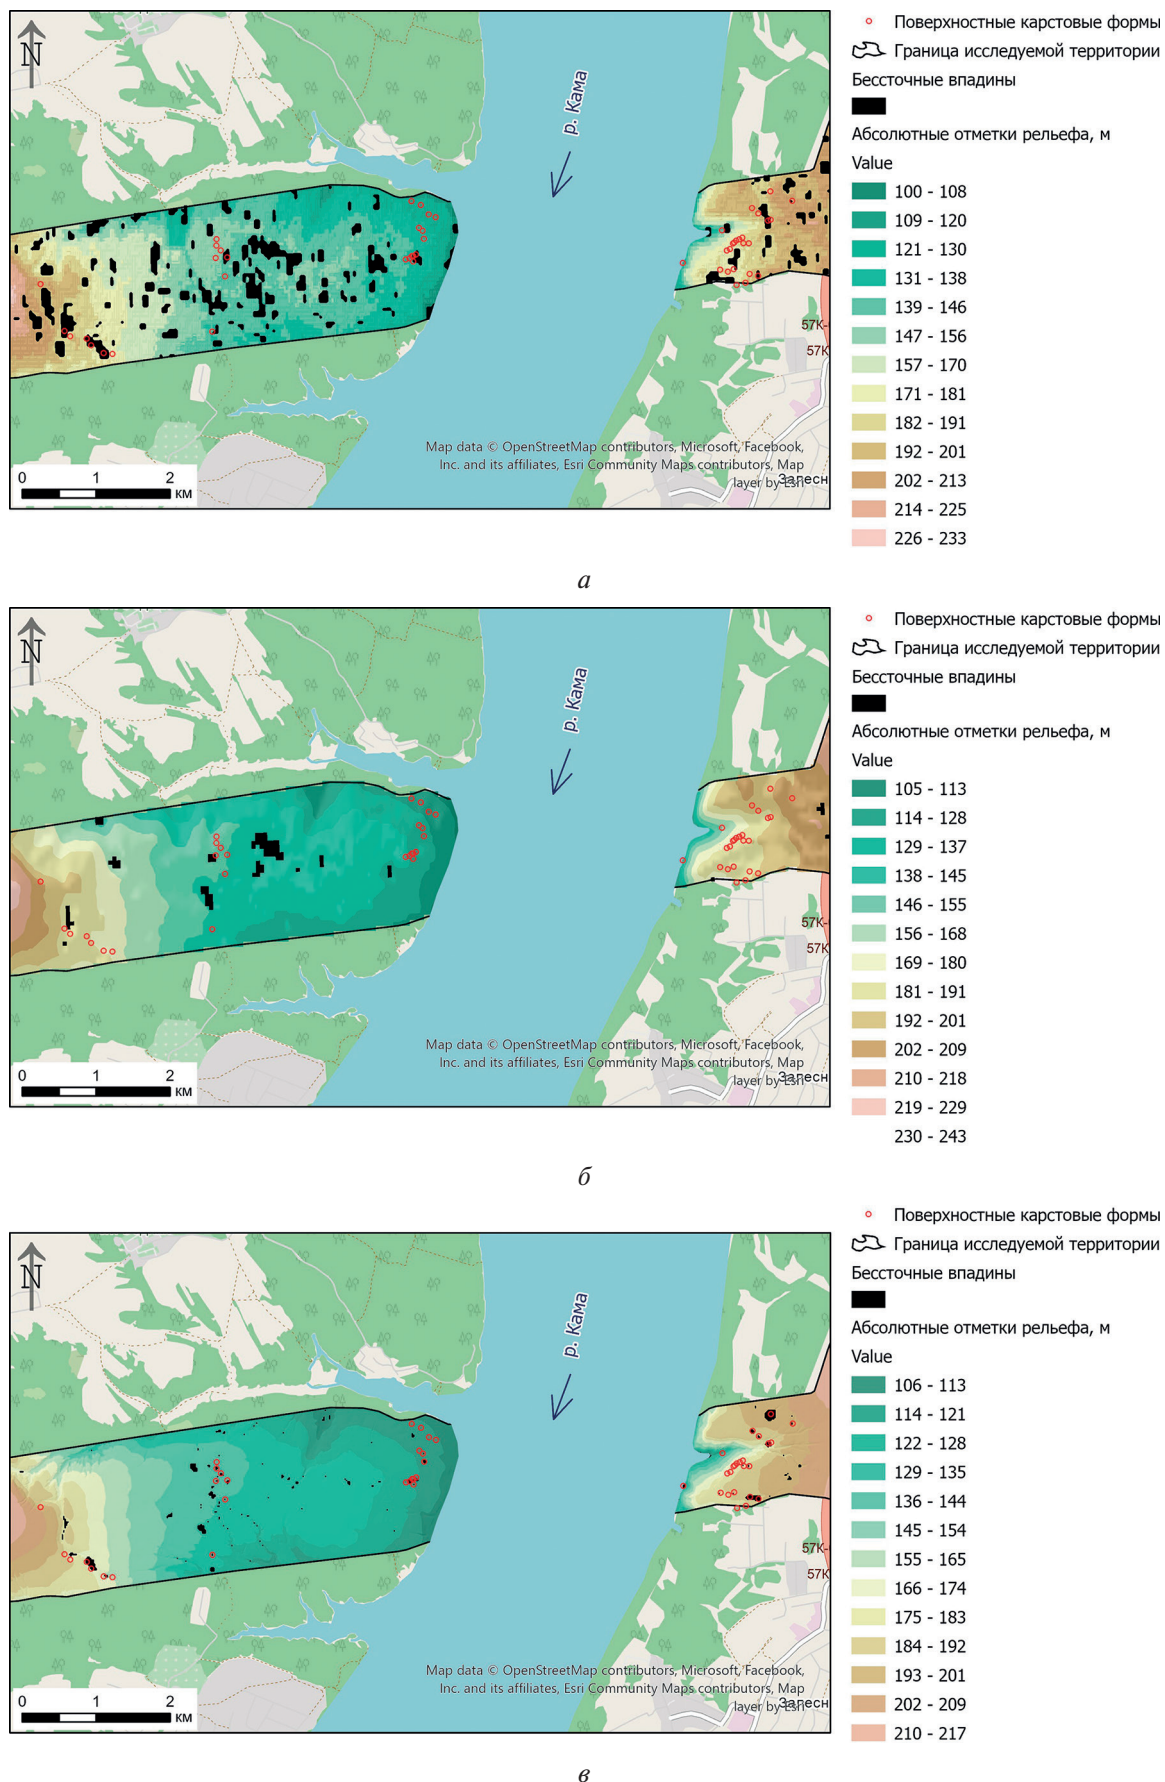 N
р. Кама
57K
57K
Map data © OpenStreetMap contributors, Microsoft, Facebook,
Inc. and its affiliates, Esri Community Maps contributors, Map
layer by Esri
0 1 2
км
Поверхностные карстовые формы
Граница исследуемой территории
Бессточные впадины
Абсолютные отметки рельефа, м
Value
100 - 108
109 - 120
121 - 130
131 - 138
139 - 146
147 - 156
157 - 170
171 - 181
182 - 191
192 - 201
202 - 213
214 - 225
226 - 233
а
N
р. Кама
57K
57K
Map data © OpenStreetMap contributors, Microsoft, Facebook,
Inc. and its affiliates, Esri Community Maps contributors, Map
layer by Esri
0 1 2
км
Поверхностные карстовые формы
Граница исследуемой территории
Бессточные впадины
Абсолютные отметки рельефа, м
Value
105 - 113
114 - 128
129 - 137
138 - 145
146 - 155
156 - 168
169 - 180
181 - 191
192 - 201
202 - 209
210 - 218
219 - 229
230 - 243
б
N
р. Кама
57K
57K
Map data © OpenStreetMap contributors, Microsoft, Facebook,
Inc. and its affiliates, Esri Community Maps contributors, Map
layer by Esri
0 1 2
км
Поверхностные карстовые формы
Граница исследуемой территории
Бессточные впадины
Абсолютные отметки рельефа, м
Value
106 - 113
114 - 121
122 - 128
129 - 135
136 - 144
145 - 154
155 - 165
166 - 174
175 - 183
184 - 192
193 - 201
202 - 209
210 - 217
в